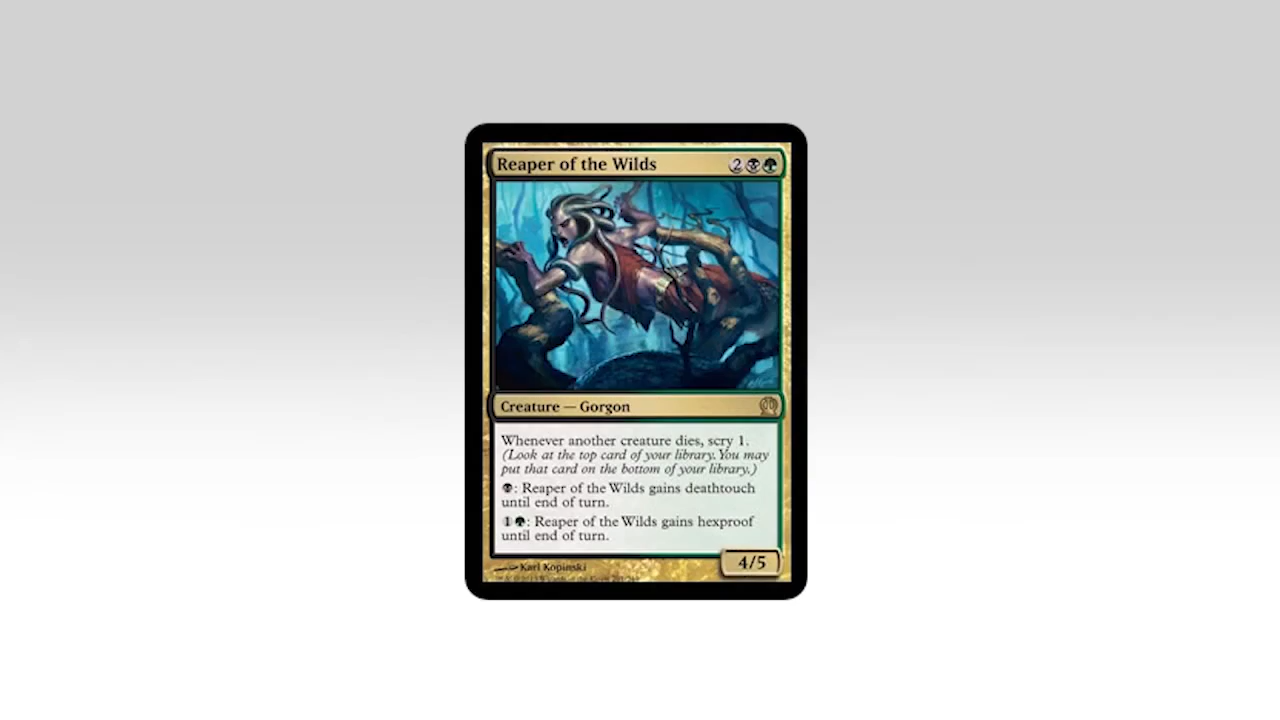 Reaper of the Wilds 2
Creature — Gorgon
Whenever another creature dies, scry 1.
(Look at the top card of your library. You may
put that card on the bottom of your library.)
: Reaper of the Wilds gains deathtouch
until end of turn.
1 : Reaper of the Wilds gains hexproof
until end of turn.
4/5
Karl Kopinski